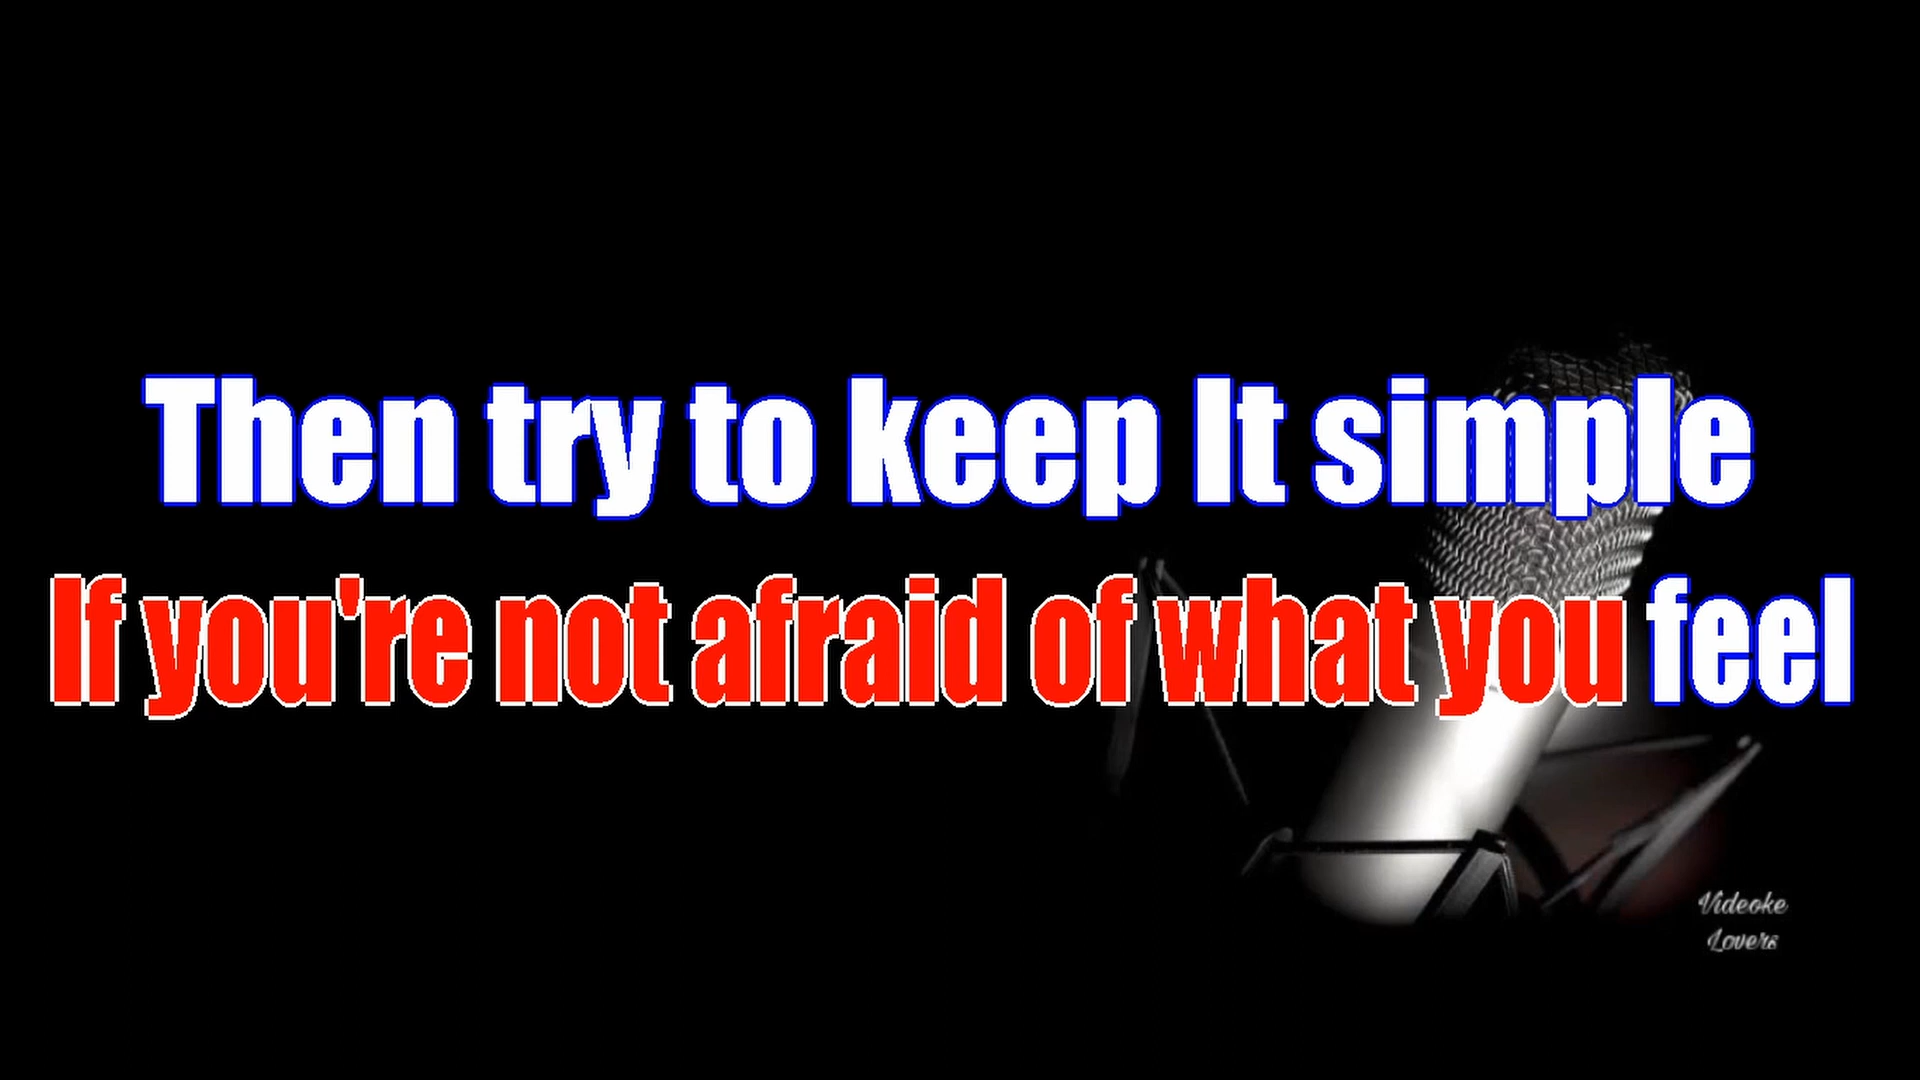 Then try to keep It simple
If you're not afraid of what you feel
Videoke
Lovers